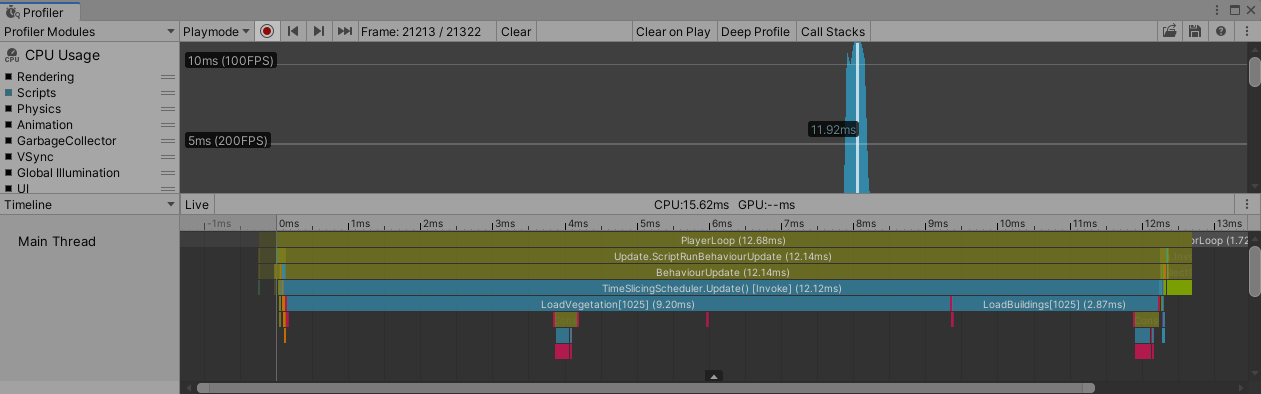 Profiler
Profiler Modules
Playmode
Frame: 21213 / 21322
Clear
Clear on Play
Deep Profile
Call Stacks
CPU Usage
Rendering
Scripts
Physics
Animation
GarbageCollector
VSync
Global Illumination
UI
10ms (100FPS)
5ms (200FPS)
11.92ms
Timeline
Live
CPU:15.62ms GPU:--ms
-1ms 0ms 1ms 2ms 3ms 4ms 5ms 6ms 7ms 8ms 9ms 10ms 11ms 12ms 13ms
Main Thread
PlayerLoop (12.68ms)
orLoop (1.72
Update.ScriptRunBehaviourUpdate (12.14ms)
BehaviourUpdate (12.14ms)
TimeSlicingScheduler.Update() [Invoke] (12.12ms)
LoadVegetation[1025] (9.20ms)
LoadBuildings[1025] (2.87ms)